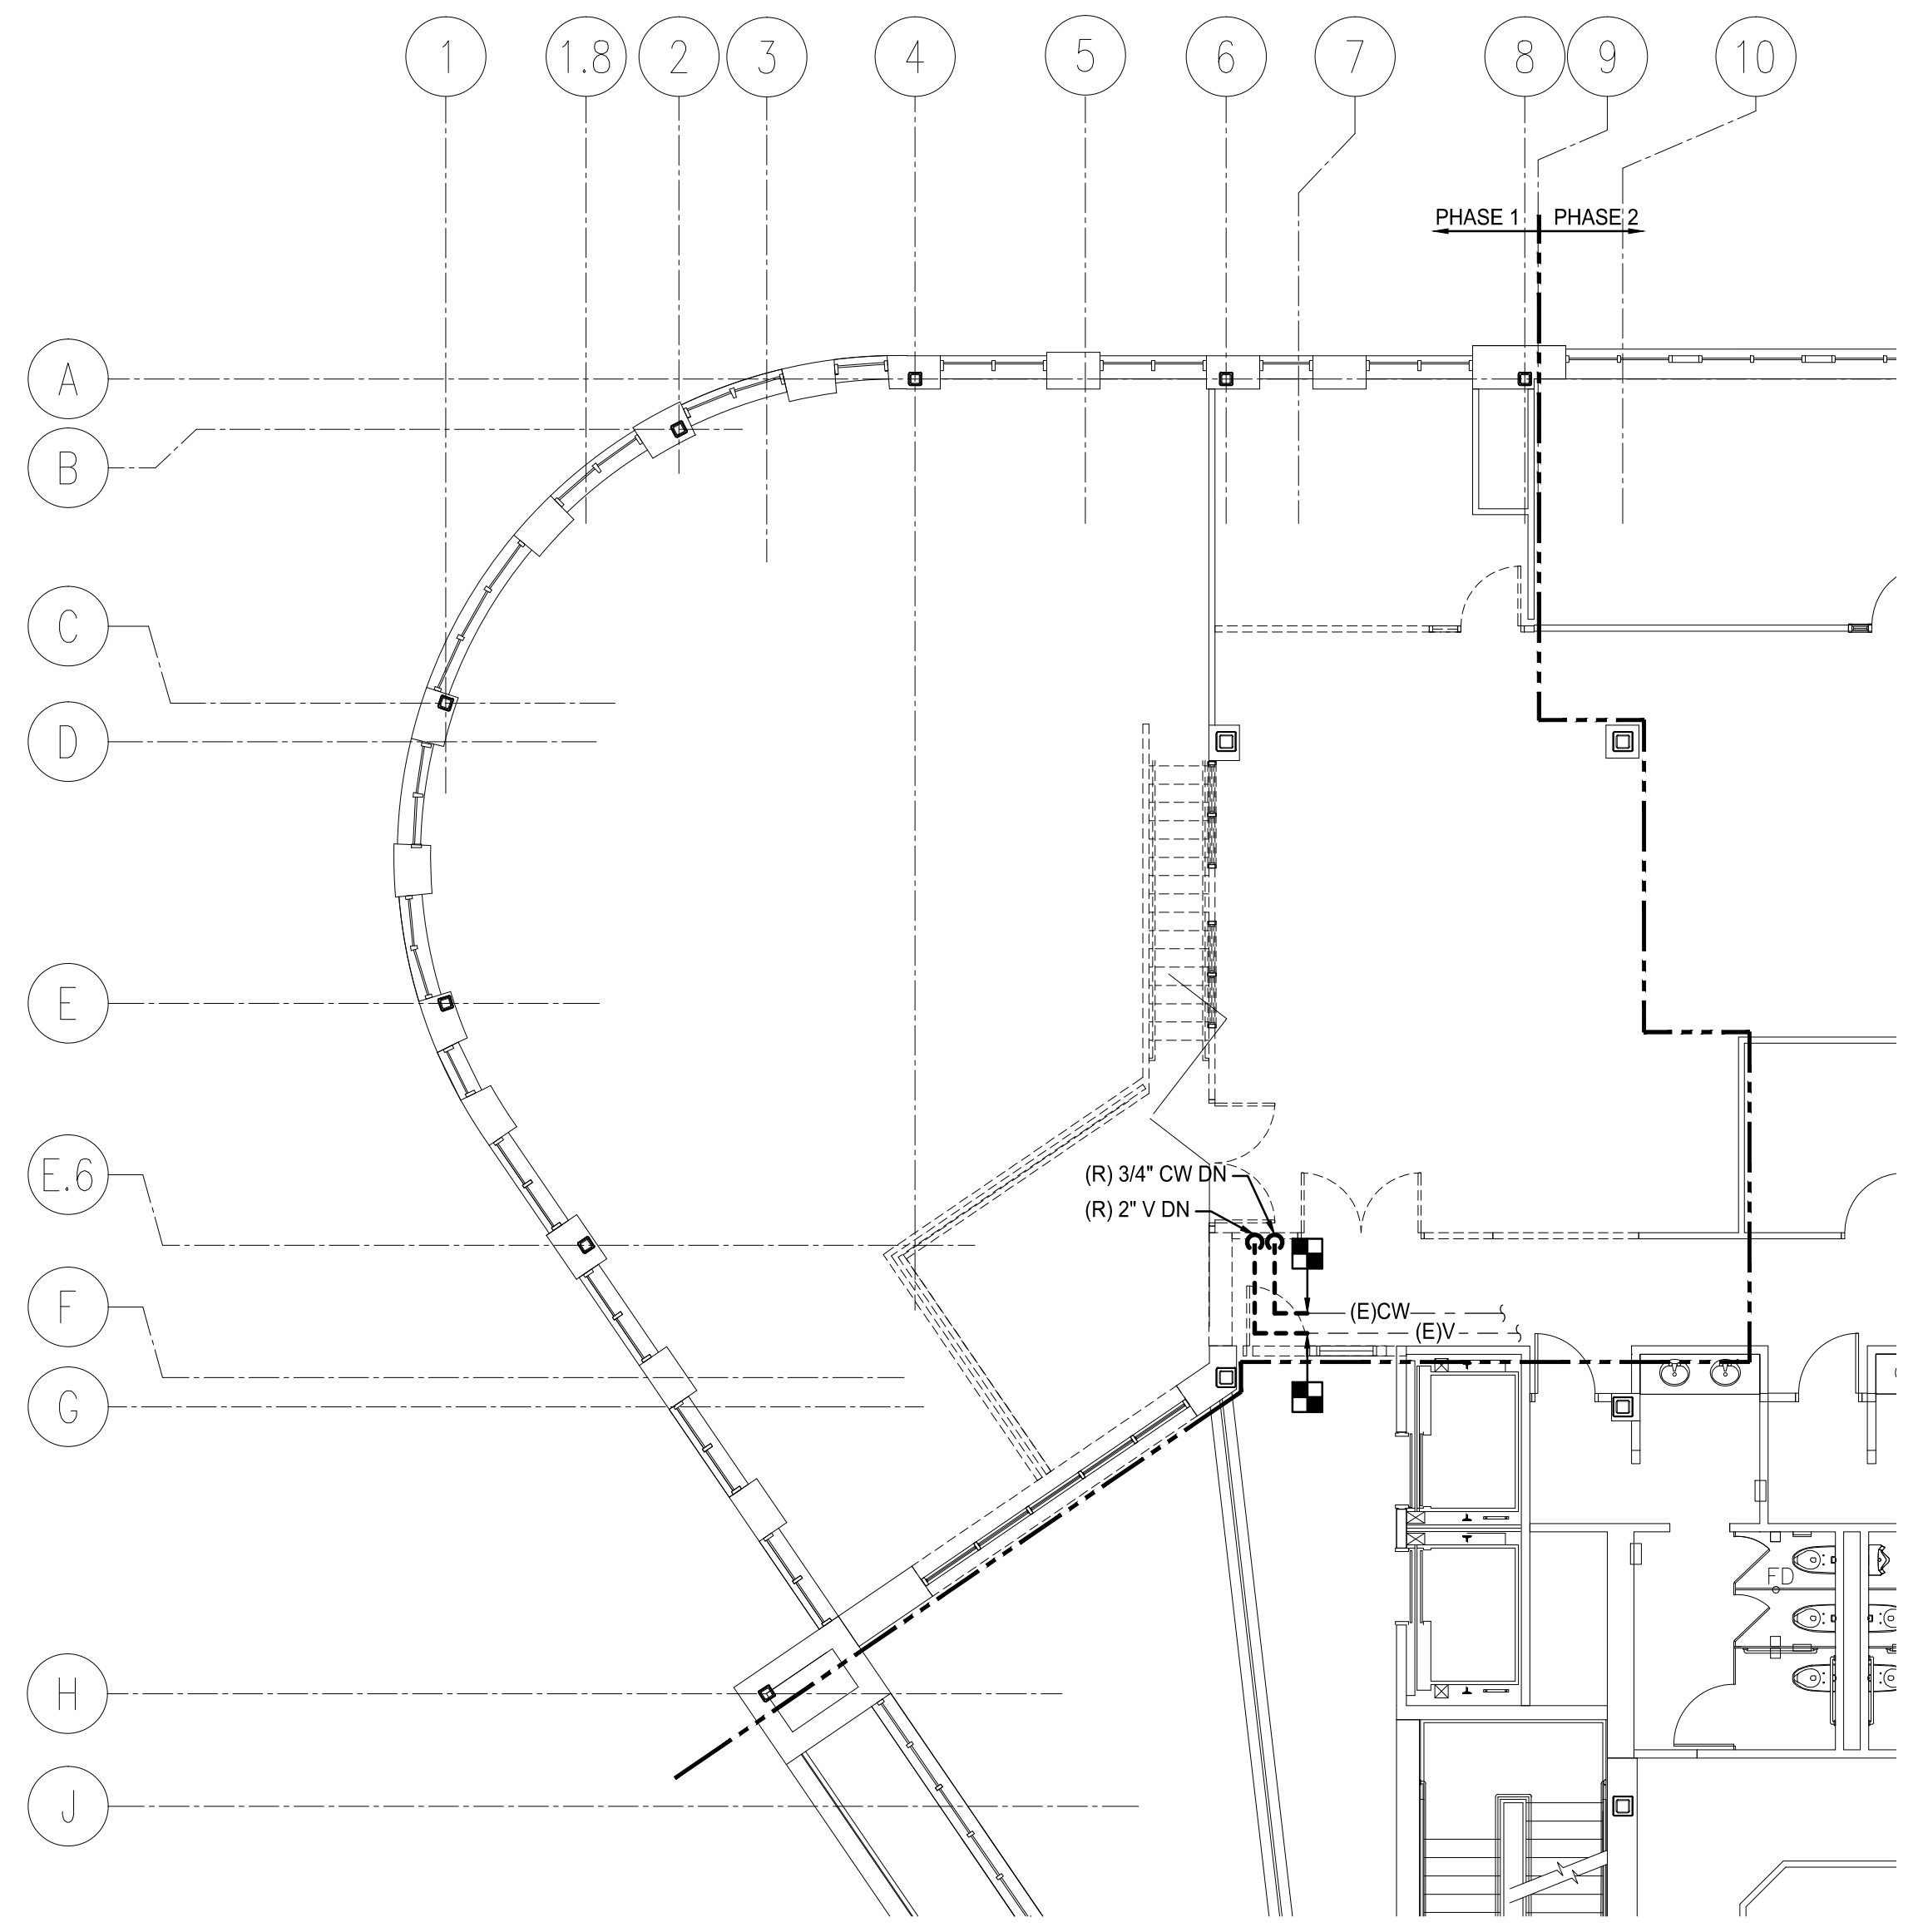 1
1.8
2
3
4
5
6
7
8
9
10
PHASE 1
PHASE 2
A
B
C
D
E
E.6
(R) 3/4" CW DN
(R) 2" V DN
F
(E)CW
(E)V
G
FD
H
J